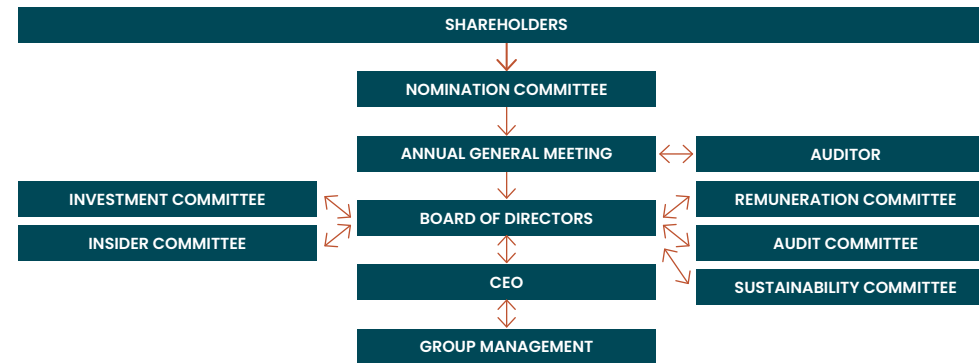 SHAREHOLDERS
NOMINATION COMMITTEE
ANNUAL GENERAL MEETING
AUDITOR
INVESTMENT COMMITTEE
REMUNERATION COMMITTEE
BOARD OF DIRECTORS
INSIDER COMMITTEE
AUDIT COMMITTEE
CEO
SUSTAINABILITY COMMITTEE
GROUP MANAGEMENT